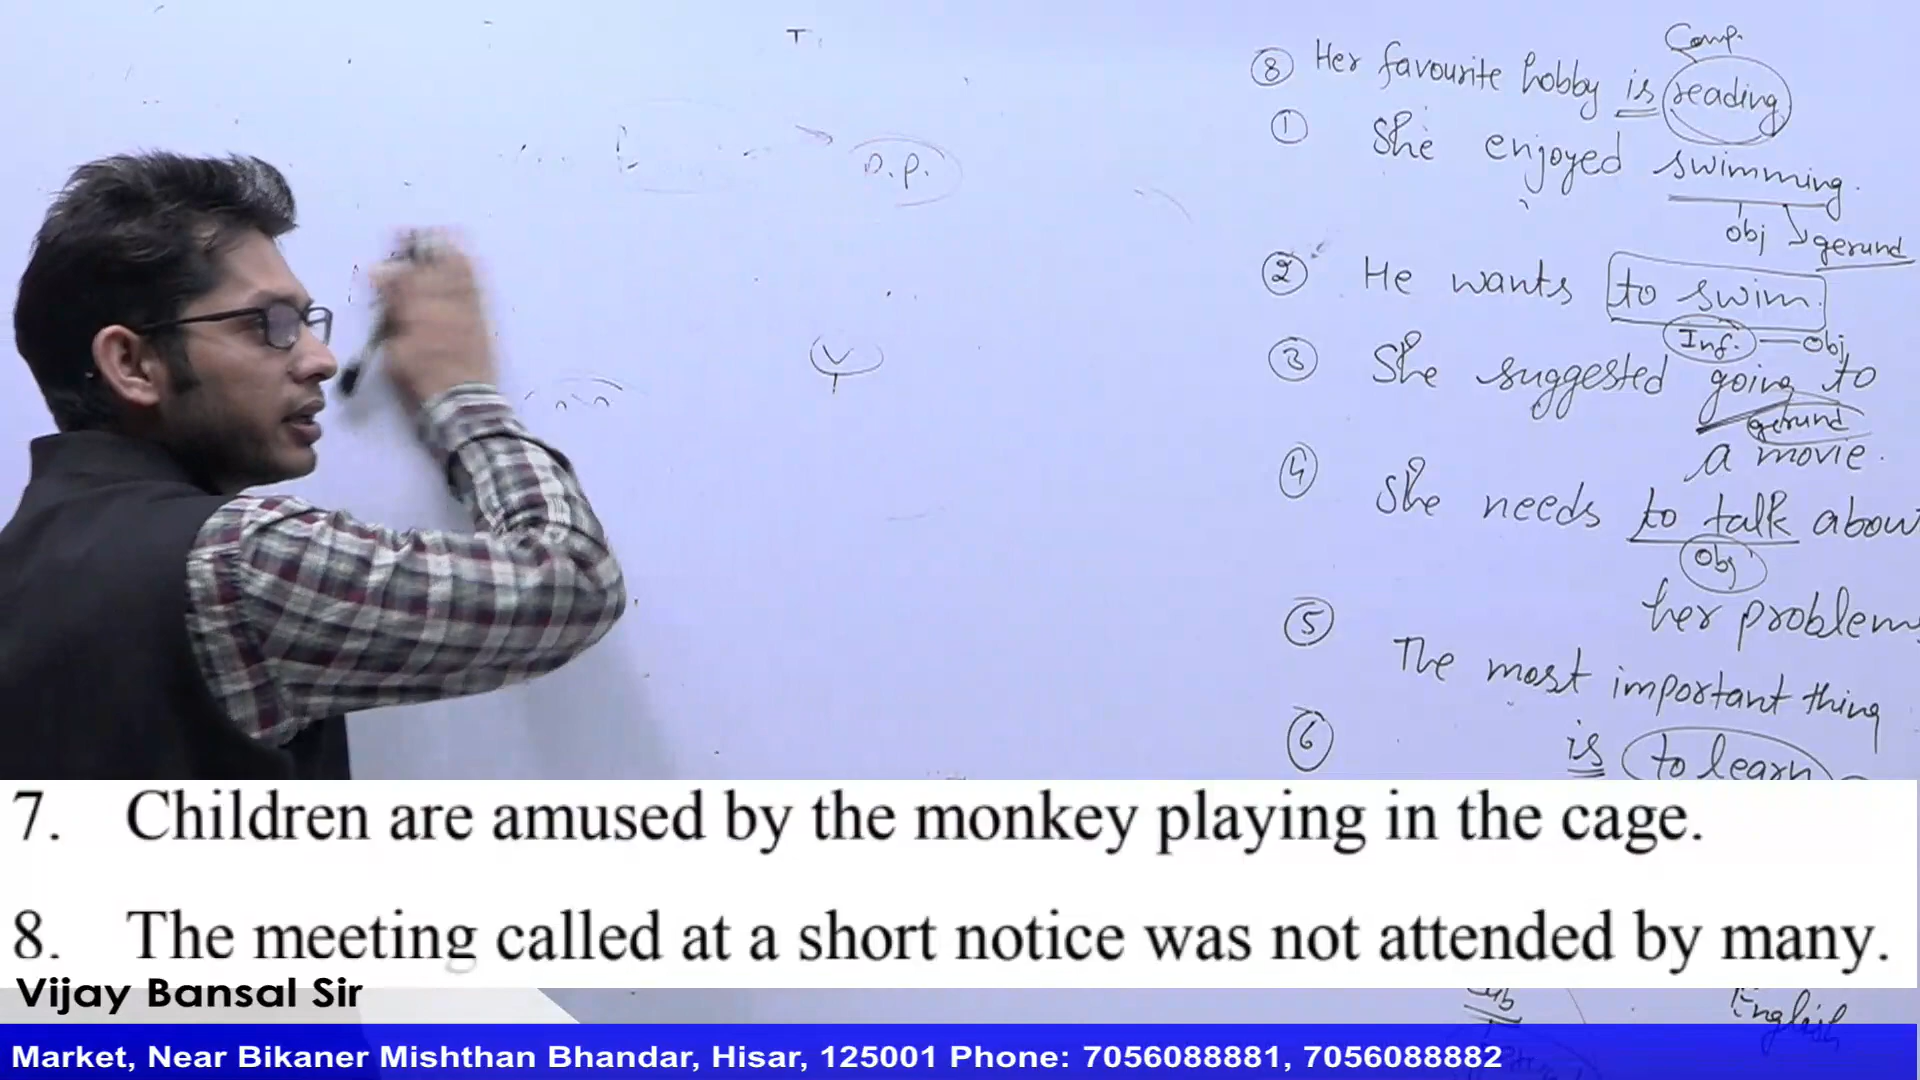 T
Comp.
⑧ Her favourite hobby is reading
① She enjoyed swimming.
obj gerund
② He wants to swim.
Inf. — obj
③ She suggested going to
gerund
a movie.
④ She needs to talk about
Obj
her problems
⑤ The most important thing
⑥ is to learn
P.P.
V
7. Children are amused by the monkey playing in the cage.
8. The meeting called at a short notice was not attended by many.
Vijay Bansal Sir
Sub
English
Market, Near Bikaner Mishthan Bhandar, Hisar, 125001 Phone: 7056088881, 7056088882